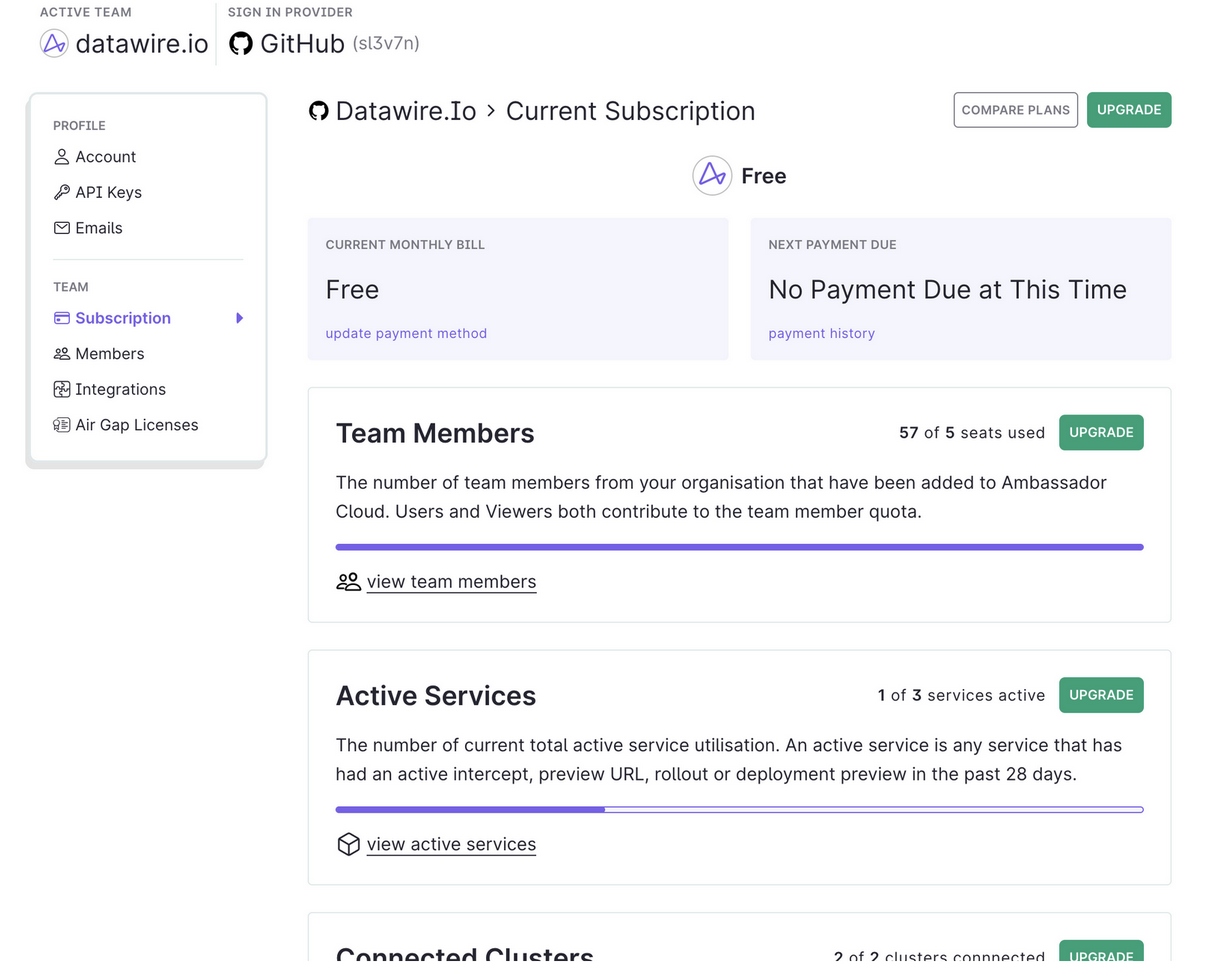 ACTIVE TEAM
datawire.io
SIGN IN PROVIDER
GitHub (sl3v7n)
PROFILE
Account
API Keys
Emails
TEAM
Subscription
Members
Integrations
Air Gap Licenses
Datawire.Io › Current Subscription
COMPARE PLANS
UPGRADE
Free
CURRENT MONTHLY BILL
Free
update payment method
NEXT PAYMENT DUE
No Payment Due at This Time
payment history
Team Members
57 of 5 seats used
UPGRADE
The number of team members from your organisation that have been added to Ambassador
Cloud. Users and Viewers both contribute to the team member quota.
view team members
Active Services
1 of 3 services active
UPGRADE
The number of current total active service utilisation. An active service is any service that has
had an active intercept, preview URL, rollout or deployment preview in the past 28 days.
view active services
Connected Clusters
2 of 2 clusters connnected
UPGRADE